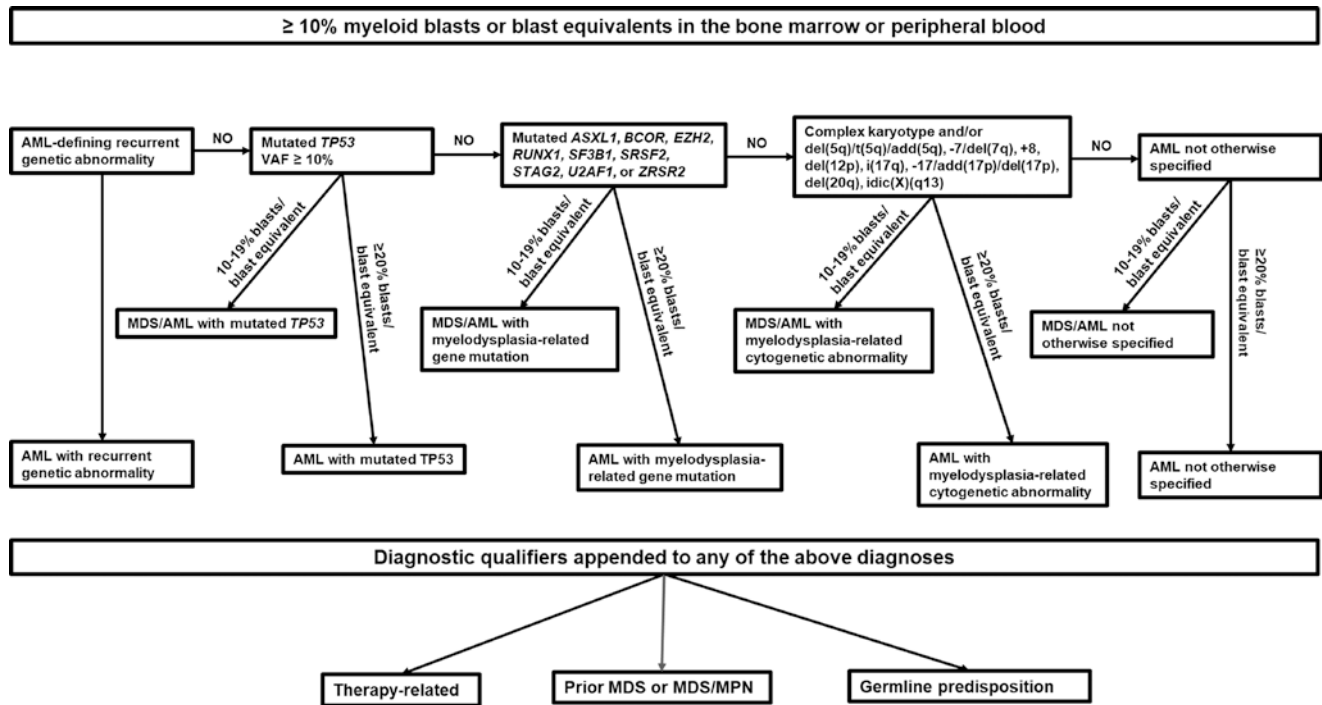 ≥ 10% myeloid blasts or blast equivalents in the bone marrow or peripheral blood
AML-defining recurrent
genetic abnormality
NO
Mutated TP53
VAF ≥ 10%
NO
Mutated ASXL1, BCOR, EZH2,
RUNX1, SF3B1, SRSF2,
STAG2, U2AF1, or ZRSR2
NO
Complex karyotype and/or
del(5q)/t(5q)/add(5q), -7/del(7q), +8,
del(12p), i(17q), -17/add(17p)/del(17p),
del(20q), idic(X)(q13)
NO
AML not otherwise
specified
10-19% blasts/
blast equivalent
≥20% blasts/
blast equivalent
10-19% blasts/
blast equivalent
≥20% blasts/
blast equivalent
10-19% blasts/
blast equivalent
≥20% blasts/
blast equivalent
10-19% blasts/
blast equivalent
≥20% blasts/
blast equivalent
MDS/AML with mutated TP53
MDS/AML with
myelodysplasia-related
gene mutation
MDS/AML with
myelodysplasia-related
cytogenetic abnormality
MDS/AML not
otherwise specified
AML with recurrent
genetic abnormality
AML with mutated TP53
AML with myelodysplasia-
related gene mutation
AML with
myelodysplasia-related
cytogenetic abnormality
AML not otherwise
specified
Diagnostic qualifiers appended to any of the above diagnoses
Therapy-related
Prior MDS or MDS/MPN
Germline predisposition